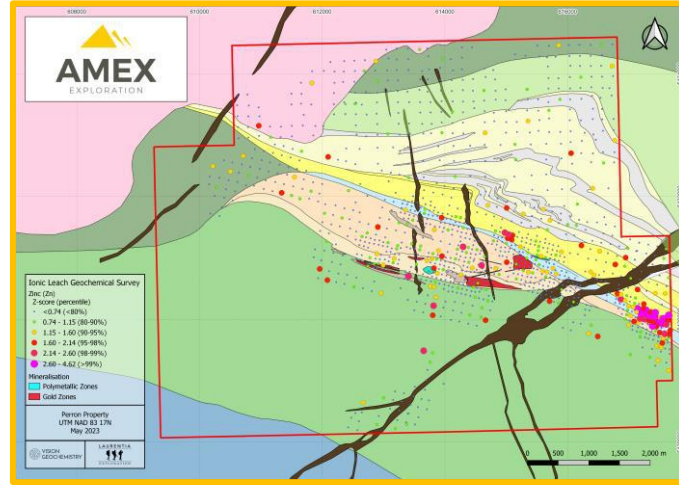 608000 610000 612000 614000 616000
AMEX
EXPLORATION
Ionic Leach Geochemical Survey
Zinc (Zn)
Z-score (percentile)
<0.74 (<80%)
0.74 - 1.15 (80-90%)
1.15 - 1.60 (90-95%)
1.60 - 2.14 (95-98%)
2.14 - 2.60 (98-99%)
2.60 - 4.62 (>99%)
Mineralisation
Polymetallic Zones
Gold Zones
Perron Property
UTM NAD 83 17N
May 2023
VISION
GEOCHEMISTRY
LAURENTIA
EXPLORATION
0 500 1,000 1,500 2,000 m